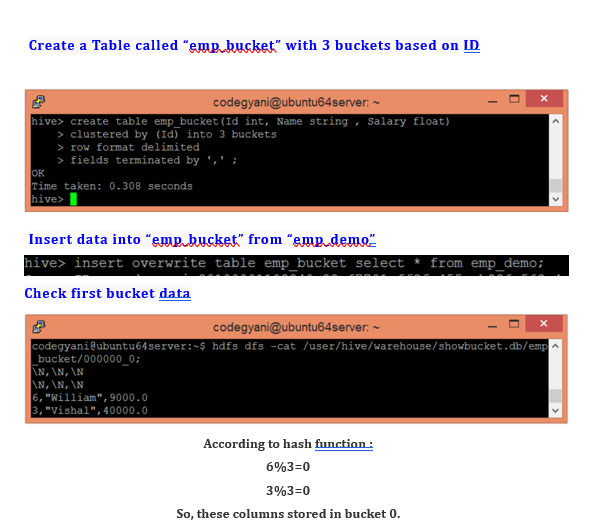 Create a Table called “emp_bucket” with 3 buckets based on ID
codegyani@ubuntu64server: ~
hive> create table emp_bucket(Id int, Name string , Salary float)
> clustered by (Id) into 3 buckets
> row format delimited
> fields terminated by ',' ;
OK
Time taken: 0.308 seconds
hive>
Insert data into “emp_bucket” from “emp_demo”
hive> insert overwrite table emp_bucket select * from emp_demo;
Check first bucket data
codegyani@ubuntu64server: ~
codegyani@ubuntu64server:~$ hdfs dfs -cat /user/hive/warehouse/showbucket.db/emp
_bucket/000000_0;
\N,\N,\N
\N,\N,\N
6,"William",9000.0
3,"Vishal",40000.0
According to hash function :
6%3=0
3%3=0
So, these columns stored in bucket 0.